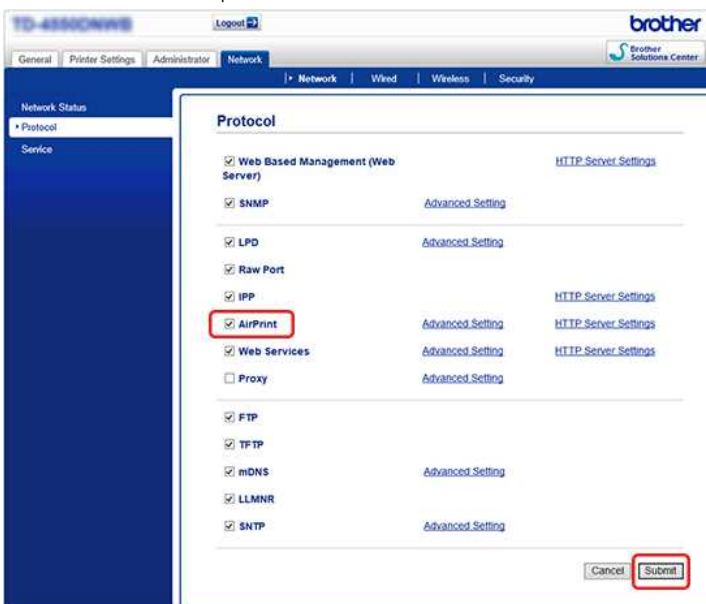 Logout
brother
General Printer Settings Administrator Network
Brother Solutions Center
Network | Wired | Wireless | Security
Network Status
Protocol
Service
Protocol
Web Based Management (Web Server) HTTP Server Settings
SNMP Advanced Setting
LPD Advanced Setting
Raw Port
IPP HTTP Server Settings
AirPrint Advanced Setting HTTP Server Settings
Web Services Advanced Setting HTTP Server Settings
Proxy Advanced Setting
FTP
TFTP
mDNS Advanced Setting
LLMNR
SNTP Advanced Setting
Cancel Submit